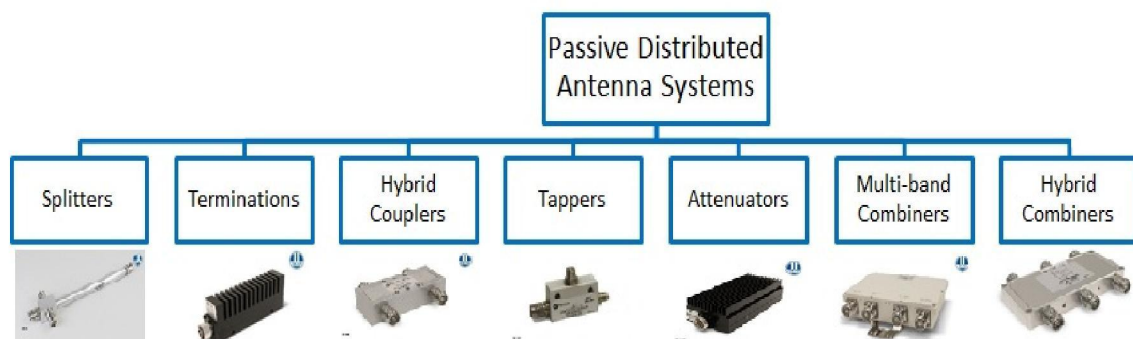 Passive Distributed
Antenna Systems
Splitters
Terminations
Hybrid
Couplers
Tappers
Attenuators
Multi-band
Combiners
Hybrid
Combiners